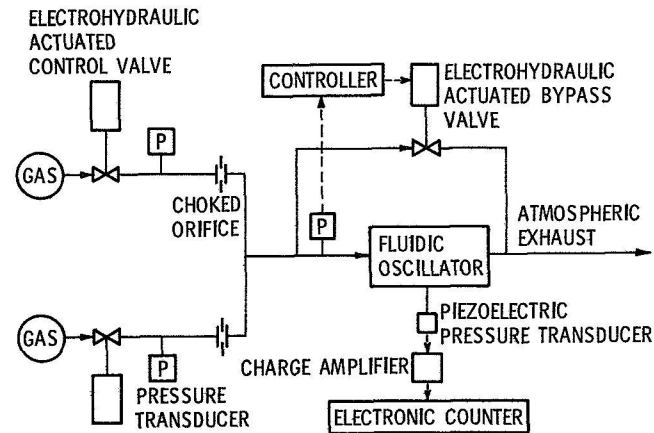 ELECTROHYDRAULIC
ACTUATED
CONTROL VALVE
CONTROLLER
ELECTROHYDRAULIC
ACTUATED BYPASS
VALVE
P
GAS
CHOKED
ORIFICE
P
FLUIDIC
OSCILLATOR
ATMOSPHERIC
EXHAUST
GAS
P
PRESSURE
TRANSDUCER
PIEZOELECTRIC
PRESSURE TRANSDUCER
CHARGE AMPLIFIER
ELECTRONIC COUNTER